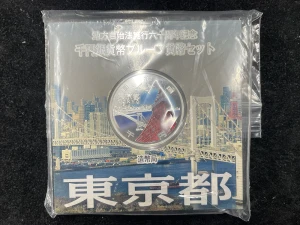 地方自治法施行六十周年記念
千円銀貨幣プルーフ貨幣セット
造幣局
東京都